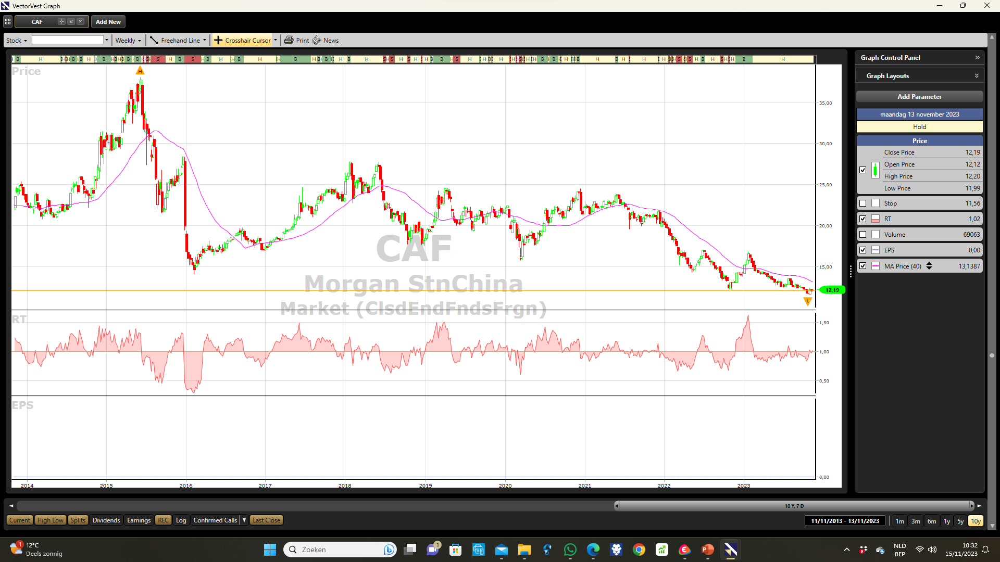 VectorVest Graph
CAF
Add New
Stock
Weekly
Freehand Line
Crosshair Cursor
Print
News
Price
H
CAF
Morgan StnChina
Market (ClsdEndFndsFrgn)
35,00
30,00
25,00
20,00
15,00
12,19
L
RT
1,50
1,00
0,50
EPS
0,00
2014 2015 2016 2017 2018 2019 2020 2021 2022 2023
Graph Control Panel
Graph Layouts
Add Parameter
maandag 13 november 2023
Hold
Price
Close Price 12,19
Open Price 12,12
High Price 12,20
Low Price 11,99
Stop 11,56
RT 1,02
Volume 69063
EPS 0,00
MA Price (40) 13,1387
10 Y, 7 D
Current High Low Splits Dividends Earnings REC Log Confirmed Calls Last Close
11/11/2013 - 13/11/2023
1m 3m 6m 1y 5y 10y
1
12°C
Deels zonnig
Zoeken
1
NLD
BEP
10:32
15/11/2023